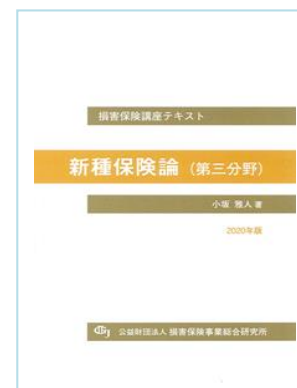 損害保険講座テキスト
新種保険論（第三分野）
小坂 雅人 著
2020年版
公益財団法人 損害保険事業総合研究所